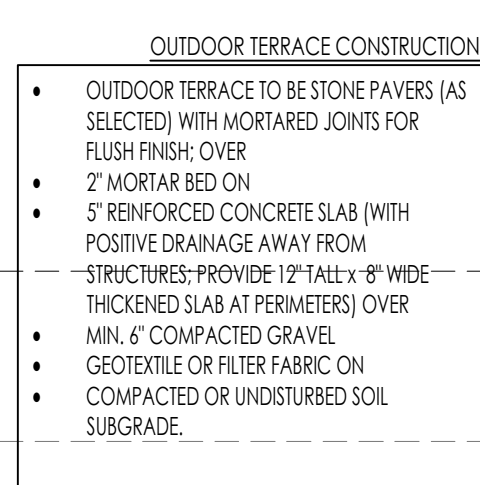 OUTDOOR TERRACE CONSTRUCTION
• OUTDOOR TERRACE TO BE STONE PAVERS (AS
SELECTED) WITH MORTARED JOINTS FOR
FLUSH FINISH; OVER
• 2" MORTAR BED ON
• 5" REINFORCED CONCRETE SLAB (WITH
POSITIVE DRAINAGE AWAY FROM
STRUCTURES; PROVIDE 12" TALL x 8" WIDE
THICKENED SLAB AT PERIMETERS) OVER
• MIN. 6" COMPACTED GRAVEL
• GEOTEXTILE OR FILTER FABRIC ON
• COMPACTED OR UNDISTURBED SOIL
SUBGRADE.